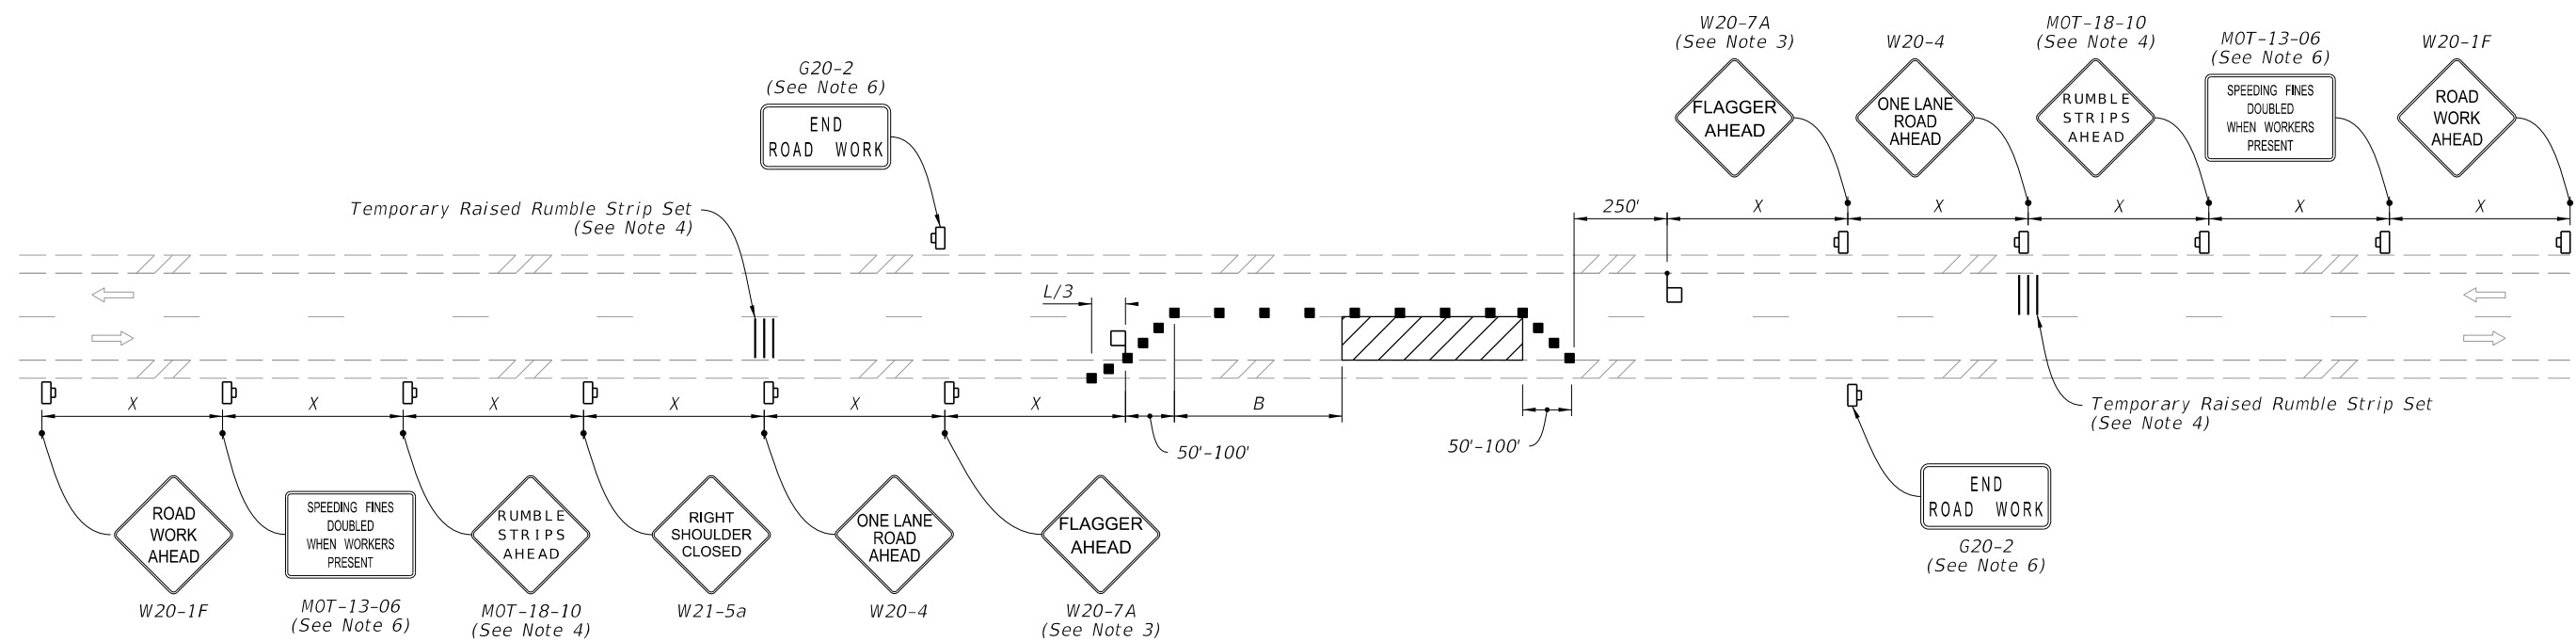 W20-7A
(See Note 3)
W20-4
MOT-18-10
(See Note 4)
MOT-13-06
(See Note 6)
W20-1F
G20-2
(See Note 6)
END
ROAD WORK
FLAGGER
AHEAD
ONE LANE
ROAD
AHEAD
RUMBLE
STRIPS
AHEAD
SPEEDING FINES
DOUBLED
WHEN WORKERS
PRESENT
ROAD
WORK
AHEAD
Temporary Raised Rumble Strip Set
(See Note 4)
250'
X
X
X
X
X
L/3
X
X
X
X
X
X
B
50'-100'
50'-100'
Temporary Raised Rumble Strip Set
(See Note 4)
ROAD
WORK
AHEAD
W20-1F
SPEEDING FINES
DOUBLED
WHEN WORKERS
PRESENT
MOT-13-06
(See Note 6)
RUMBLE
STRIPS
AHEAD
MOT-18-10
(See Note 4)
RIGHT
SHOULDER
CLOSED
W21-5a
ONE LANE
ROAD
AHEAD
W20-4
FLAGGER
AHEAD
W20-7A
(See Note 3)
END
ROAD WORK
G20-2
(See Note 6)